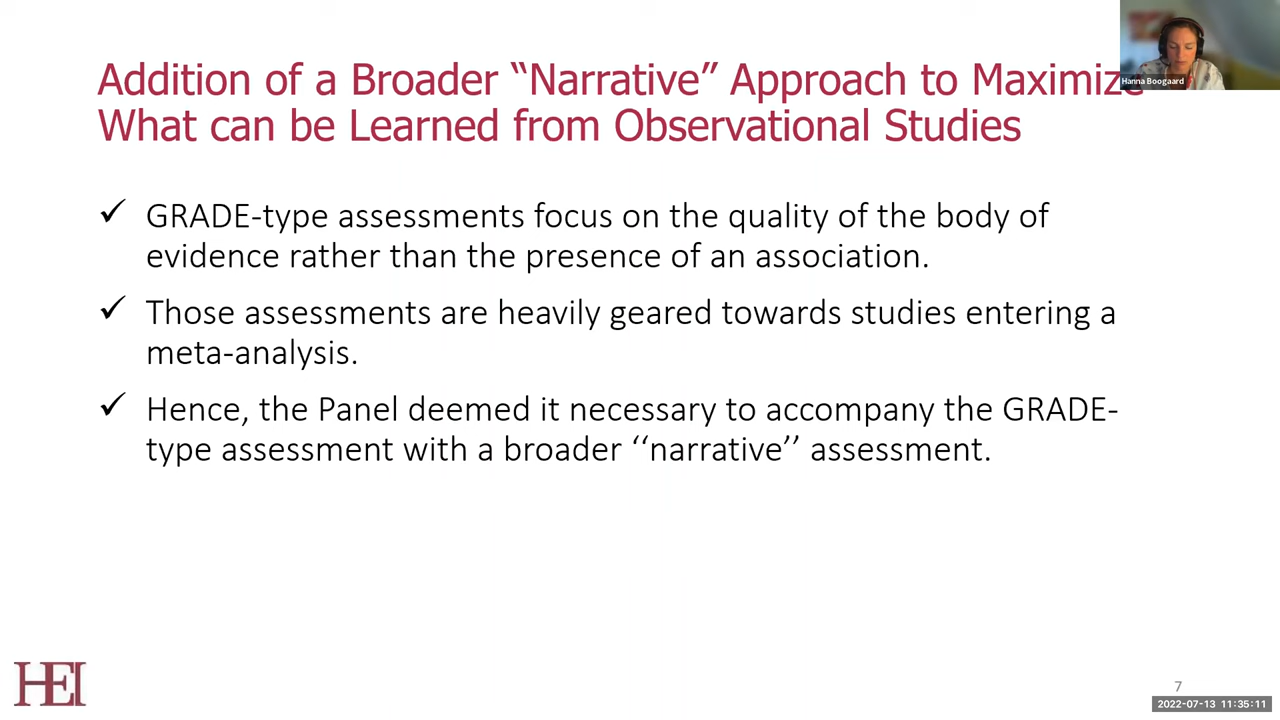 Addition of a Broader “Narrative” Approach to Maximize
What can be Learned from Observational Studies
Hanna Boogaard
✓ GRADE-type assessments focus on the quality of the body of
evidence rather than the presence of an association.
✓ Those assessments are heavily geared towards studies entering a
meta-analysis.
✓ Hence, the Panel deemed it necessary to accompany the GRADE-
type assessment with a broader ‘‘narrative’’ assessment.
HEI
7
2022-07-13 11:35:11